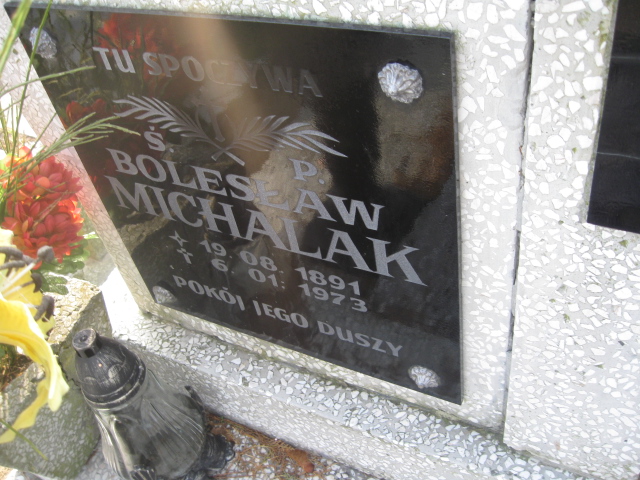 TU SPOCZYWA
Ś. P.
BOLESŁAW
MICHALAK
19. 08. 1891
† 6. 01. 1973
POKÓJ JEGO DUSZY